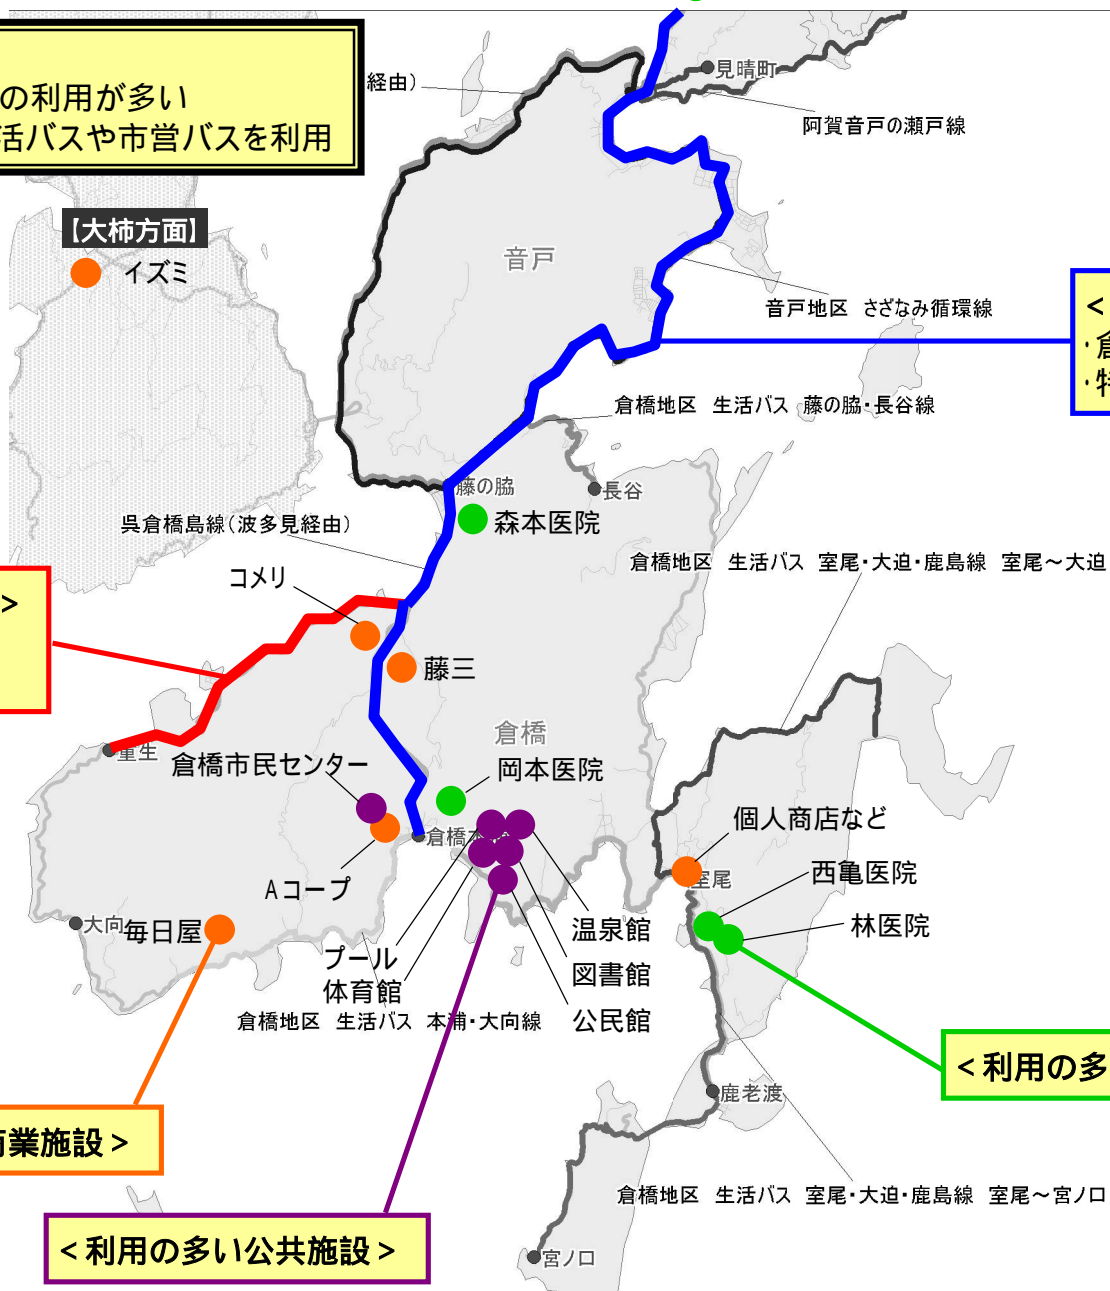 の利用が多い
活バスや市営バスを利用
経由）
見晴町
阿賀音戸の瀬戸線
【大柿方面】
イズミ
音戸
音戸地区 さざなみ循環線
＜
・倉
・特
倉橋地区 生活バス 藤の脇・長谷線
藤の脇
長谷
森本医院
呉倉橋島線（波多見経由）
倉橋地区 生活バス 室尾・大迫・鹿島線 室尾～大迫
コメリ
＞
藤三
倉橋
重生
倉橋市民センター
岡本医院
個人商店など
倉橋本
Aコープ
室尾
西亀医院
大向
毎日屋
林医院
温泉館
プール
図書館
体育館
倉橋地区 生活バス 本浦・大向線
公民館
＜利用の多
鹿老渡
商業施設＞
倉橋地区 生活バス 室尾・大迫・鹿島線 室尾～宮ノ口
＜利用の多い公共施設＞
宮ノ口